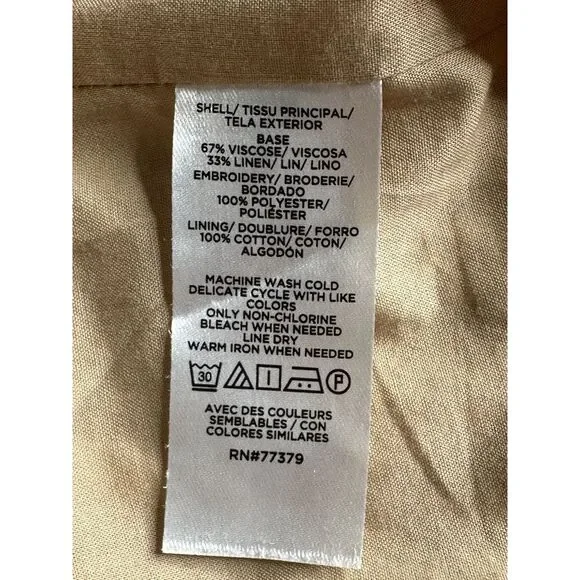 SHELL/ TISSU PRINCIPAL/
TELA EXTERIOR
BASE
67% VISCOSE/ VISCOSA
33% LINEN/ LIN/ LINO
EMBROIDERY/ BRODERIE/
BORDADO
100% POLYESTER/
POLIÉSTER
LINING/ DOUBLURE/ FORRO
100% COTTON/ COTON/
ALGODÓN
MACHINE WASH COLD
DELICATE CYCLE WITH LIKE
COLORS
ONLY NON-CHLORINE
BLEACH WHEN NEEDED
LINE DRY
WARM IRON WHEN NEEDED
30 P
AVEC DES COULEURS
SEMBLABLES / CON
COLORES SIMILARES
RN#77379